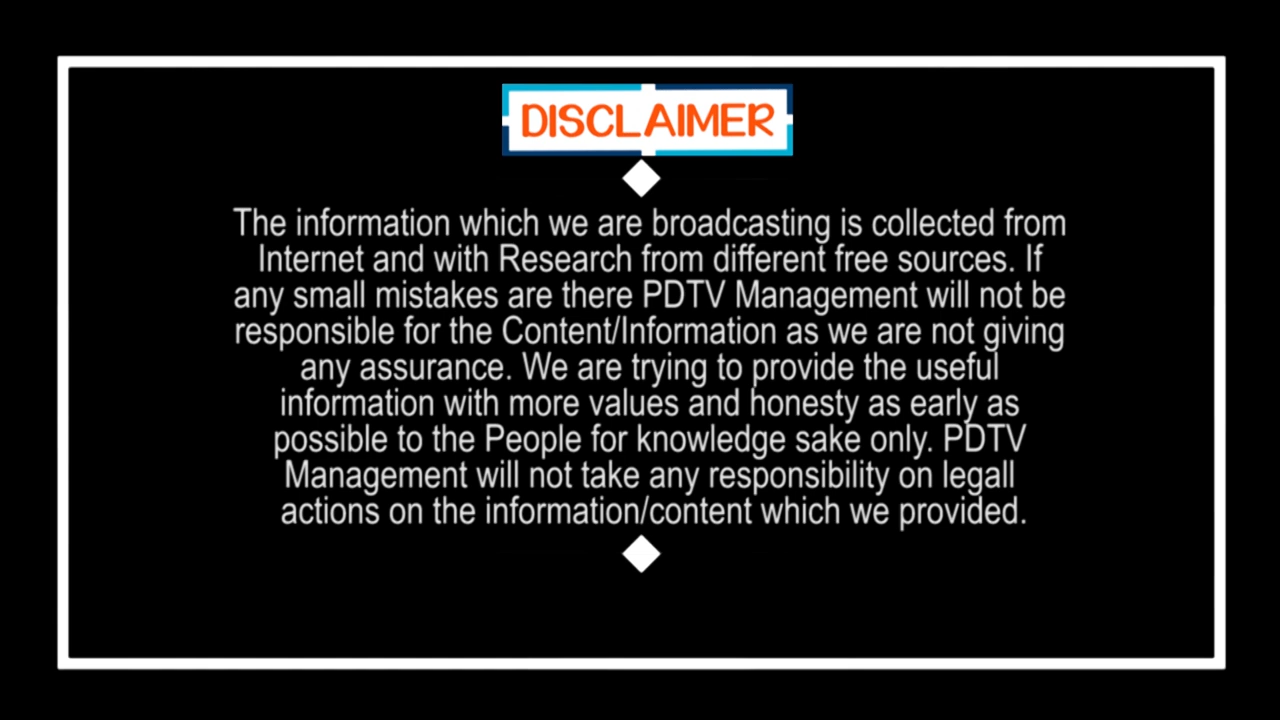 DISCLAIMER
The information which we are broadcasting is collected from
Internet and with Research from different free sources. If
any small mistakes are there PDTV Management will not be
responsible for the Content/Information as we are not giving
any assurance. We are trying to provide the useful
information with more values and honesty as early as
possible to the People for knowledge sake only. PDTV
Management will not take any responsibility on legall
actions on the information/content which we provided.